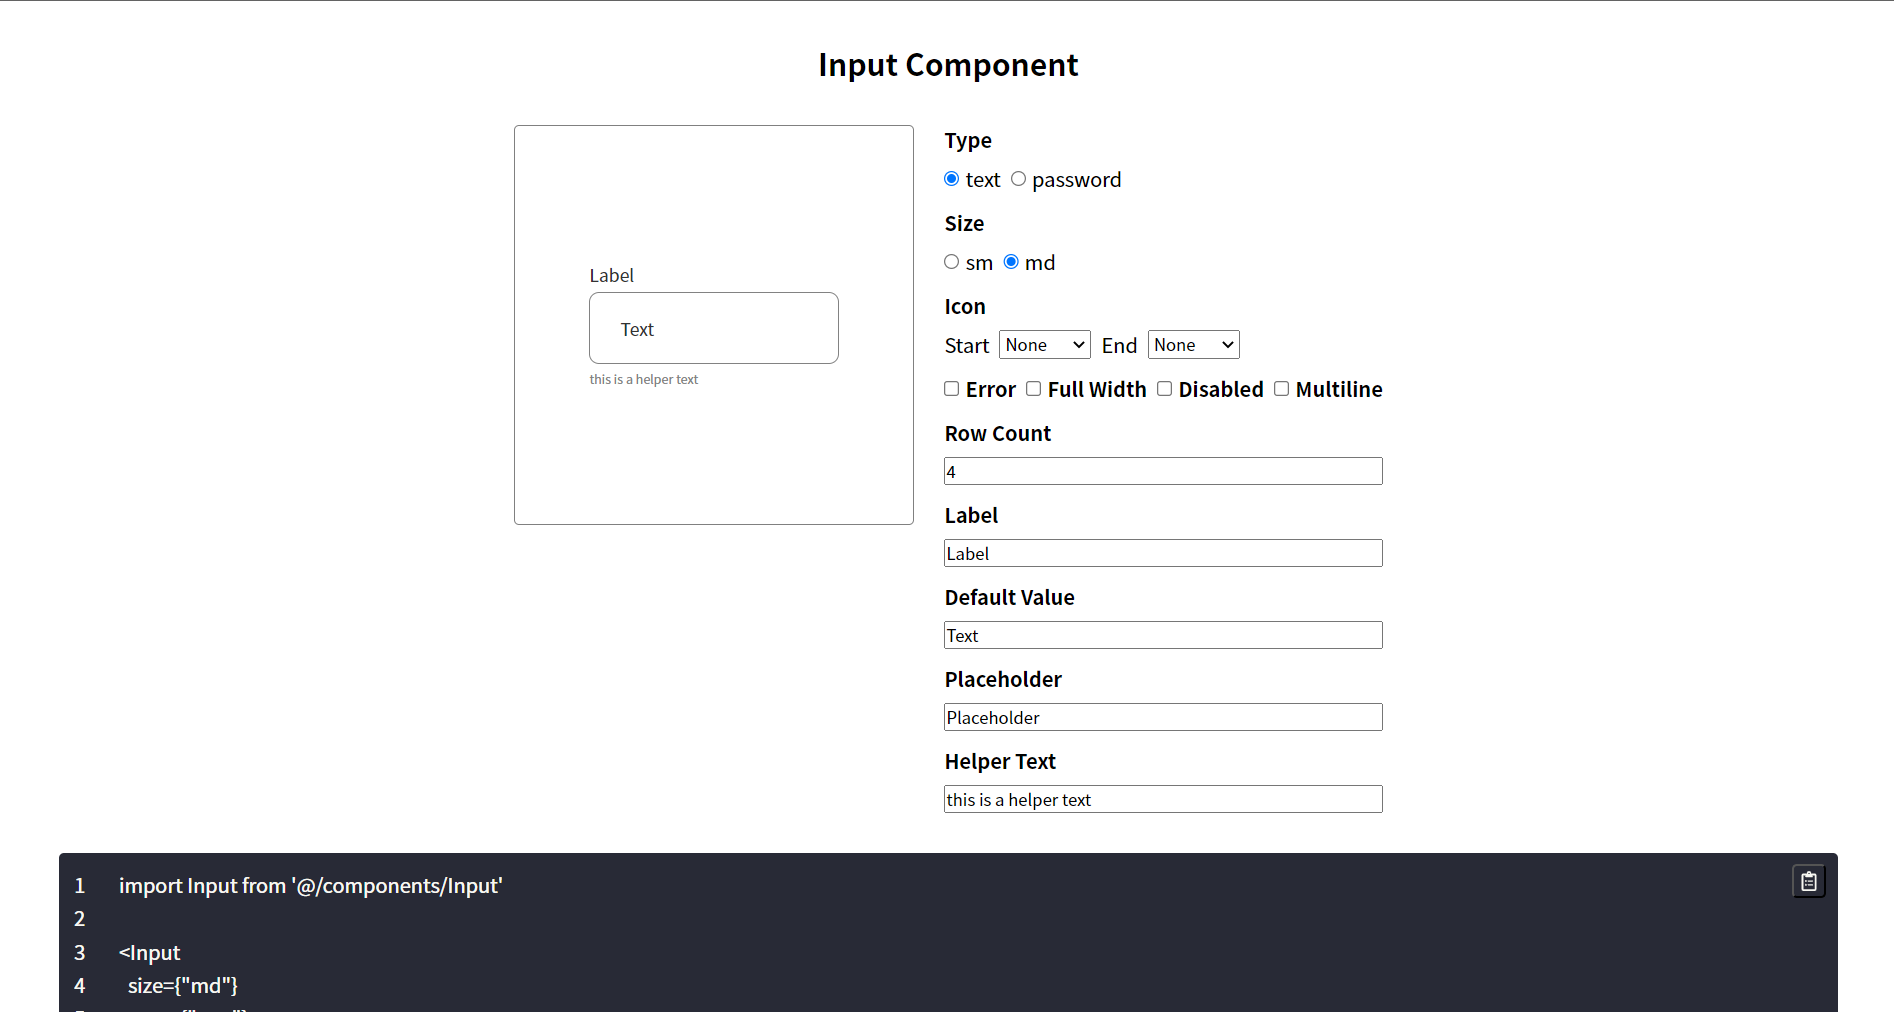 Input Component
Label
Text
this is a helper text
Type
text password
Size
sm md
Icon
Start None End None
Error Full Width Disabled Multiline
Row Count
4
Label
Label
Default Value
Text
Placeholder
Placeholder
Helper Text
this is a helper text
1 import Input from '@/components/Input'
2
3 <Input
4 size={"md"}